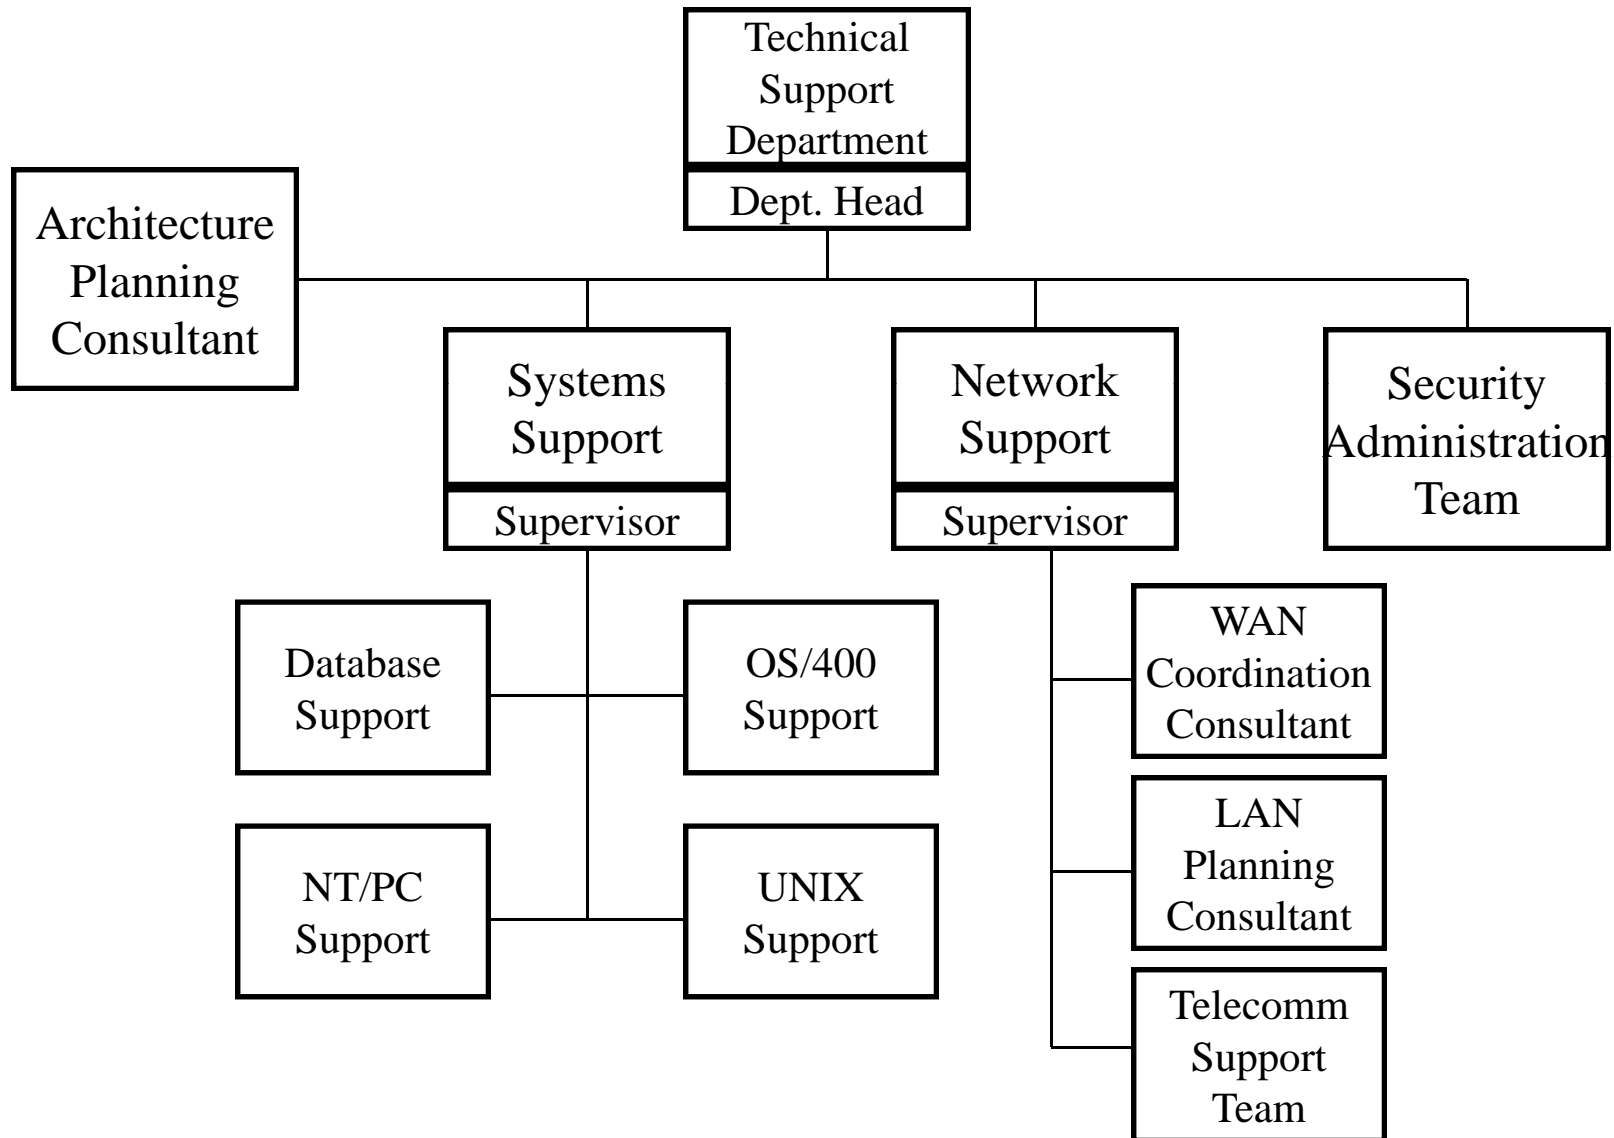 Technical
Support
Department
Dept. Head
Architecture
Planning
Consultant
Systems
Support
Supervisor
Network
Support
Supervisor
Security
Administration
Team
Database
Support
OS/400
Support
NT/PC
Support
UNIX
Support
WAN
Coordination
Consultant
LAN
Planning
Consultant
Telecomm
Support
Team